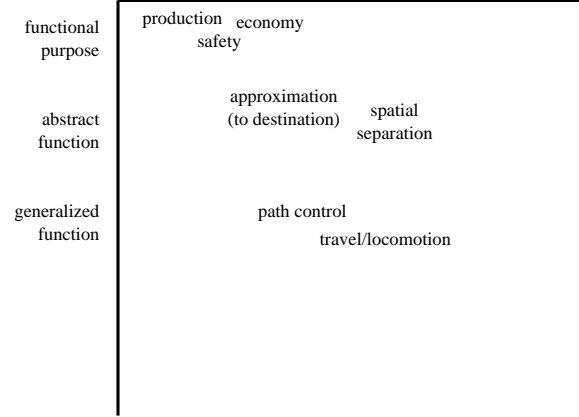 functional
purpose
production economy
safety
abstract
function
approximation
(to destination)
spatial
separation
generalized
function
path control
travel/locomotion